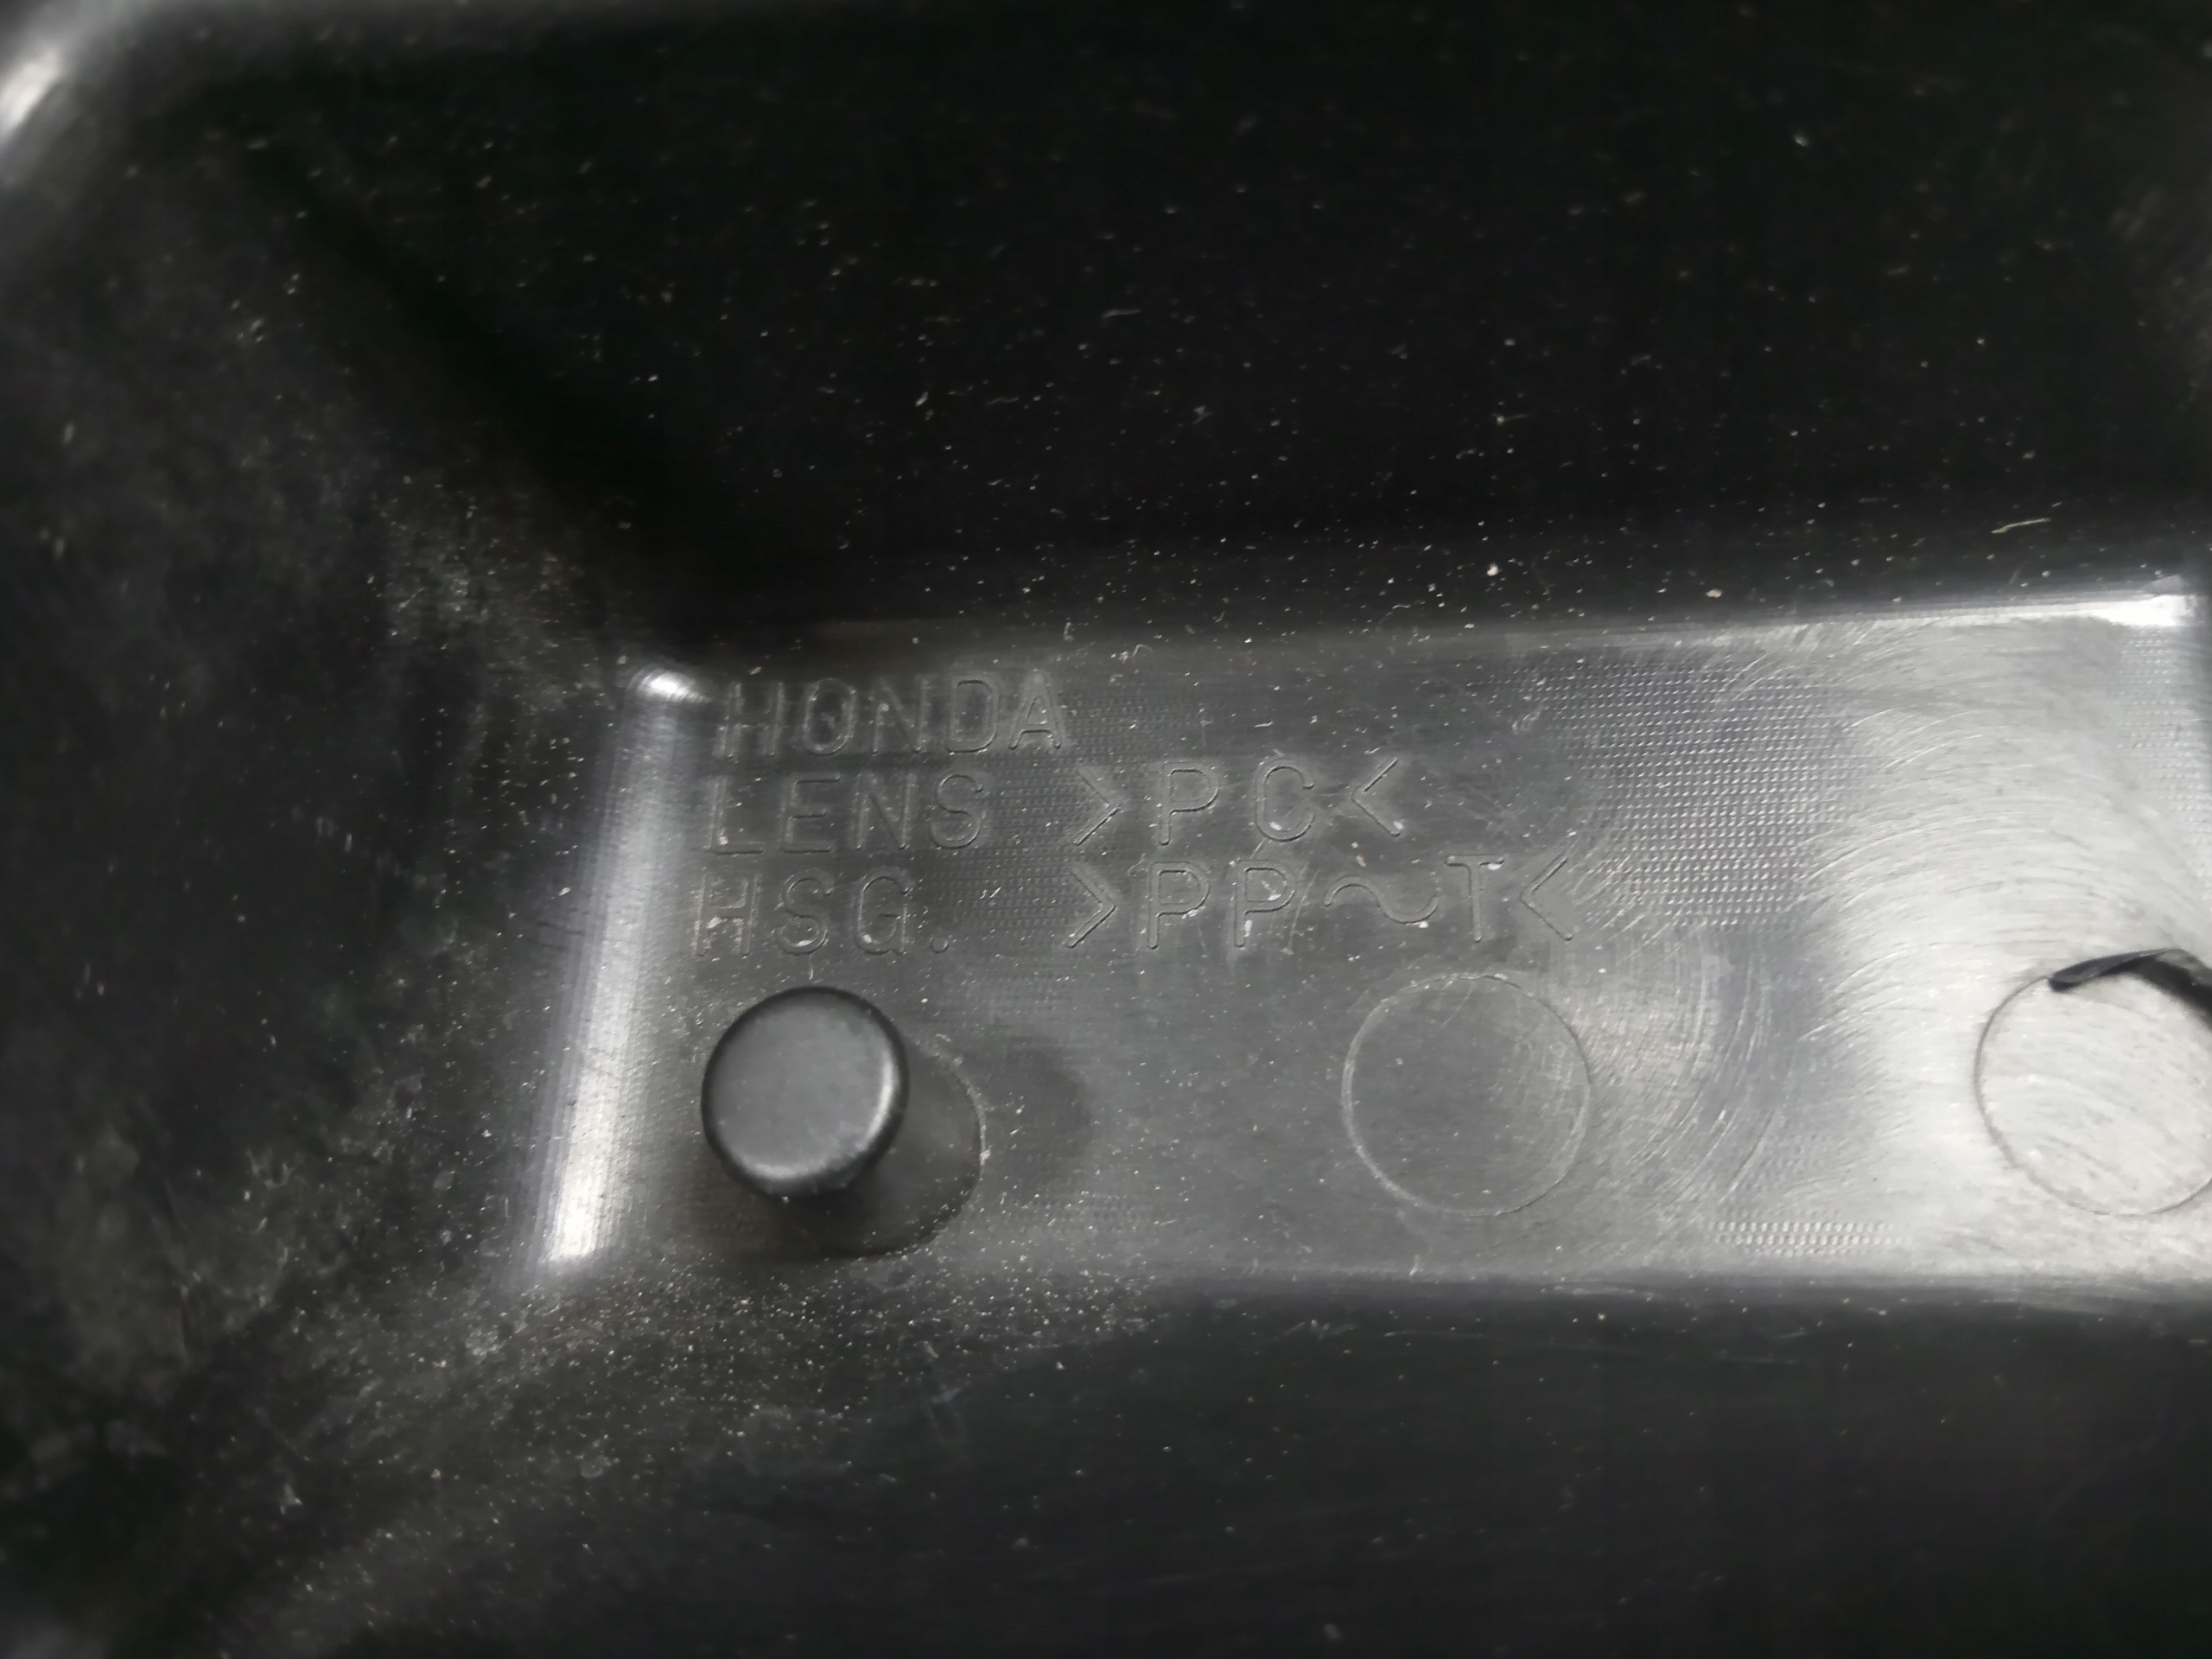 HONDA
LENS >PC<
HSG. >PP~T<